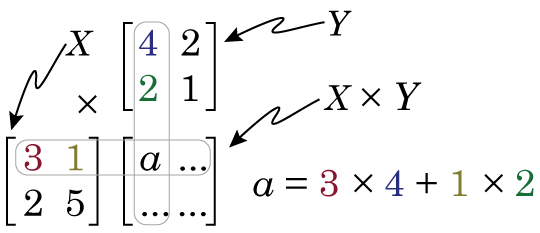 X
4 2
Y
×
2 1
X × Y
3 1
a ...
2 5
... ...
a = 3 × 4 + 1 × 2